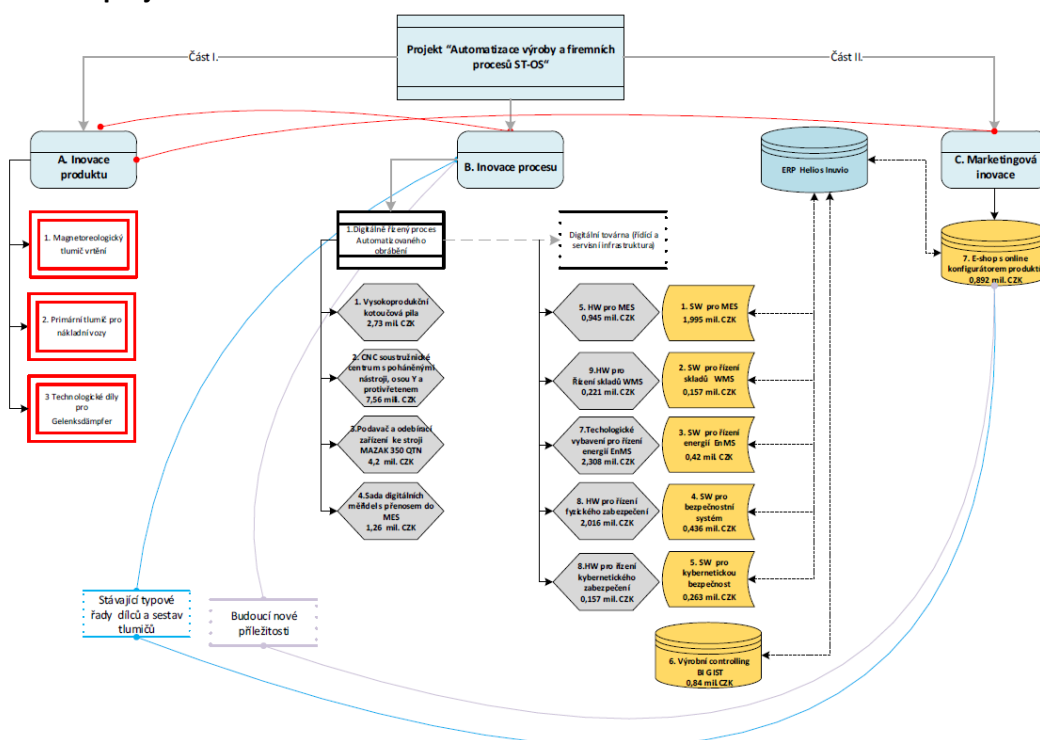 Projekt "Automatizace výroby a firemních
procesů ST-OS"
Část I.
Část II.
A. Inovace
produktu
B. Inovace procesu
ERP Helios Inuvio
C. Marketingová
inovace
1. Magnetoreologický
tlumič vrtění
2. Primární tlumič pro
nákladní vozy
3 Technologické díly
pro
Gelenksdämpfer
1.Digitálně řízený proces
Automatizovaného
obrábění
Digitální továrna (řídící a
servisní infrastruktura)
7. E-shop s online
konfigurátorem produktů
0,892 mil. CZK
1. Vysokoprodukční
kotoučová pila
2,73 mil. CZK
2. CNC soustružnické
centrum s poháněnými
nástroji, osou Y a
protivřetenem
7,56 mill. CZK
3.Podavač a odebírací
zařízení ke stroji
MAZAK 350 QTN
4,2 mil. CZK
4.Sada digitálních
měřidel s přenosem do
MES
1,26 mil. CZK
5. HW pro MES
0,945 mil. CZK
9.HW pro
Řízení skladů WMS
0,221 mil. CZK
7.Techologické
vybavení pro řízení
energií EnMS
2,308 mil. CZK
8. HW pro řízení
fyzického zabezpečení
2,016 mil. CZK
8.HW pro řízení
kybernetického
zabezpečení
0,157 mil. CZK
1. SW pro MES
1,995 mil. CZK
2. SW pro řízení
skladů WMS
0,157 mil. CZK
3. SW pro řízení
energií EnMS
0,42 mil. CZK
4. SW pro
bezpečnostní
systém
0,436 mil. CZK
5. SW pro
kybernetickou
bezpečnost
0,263 mil. CZK
6. Výrobní controlling
BI GIST
0,84 mil. CZK
Stávající typové
řady dílců a sestav
tlumičů
Budoucí nové
příležitosti